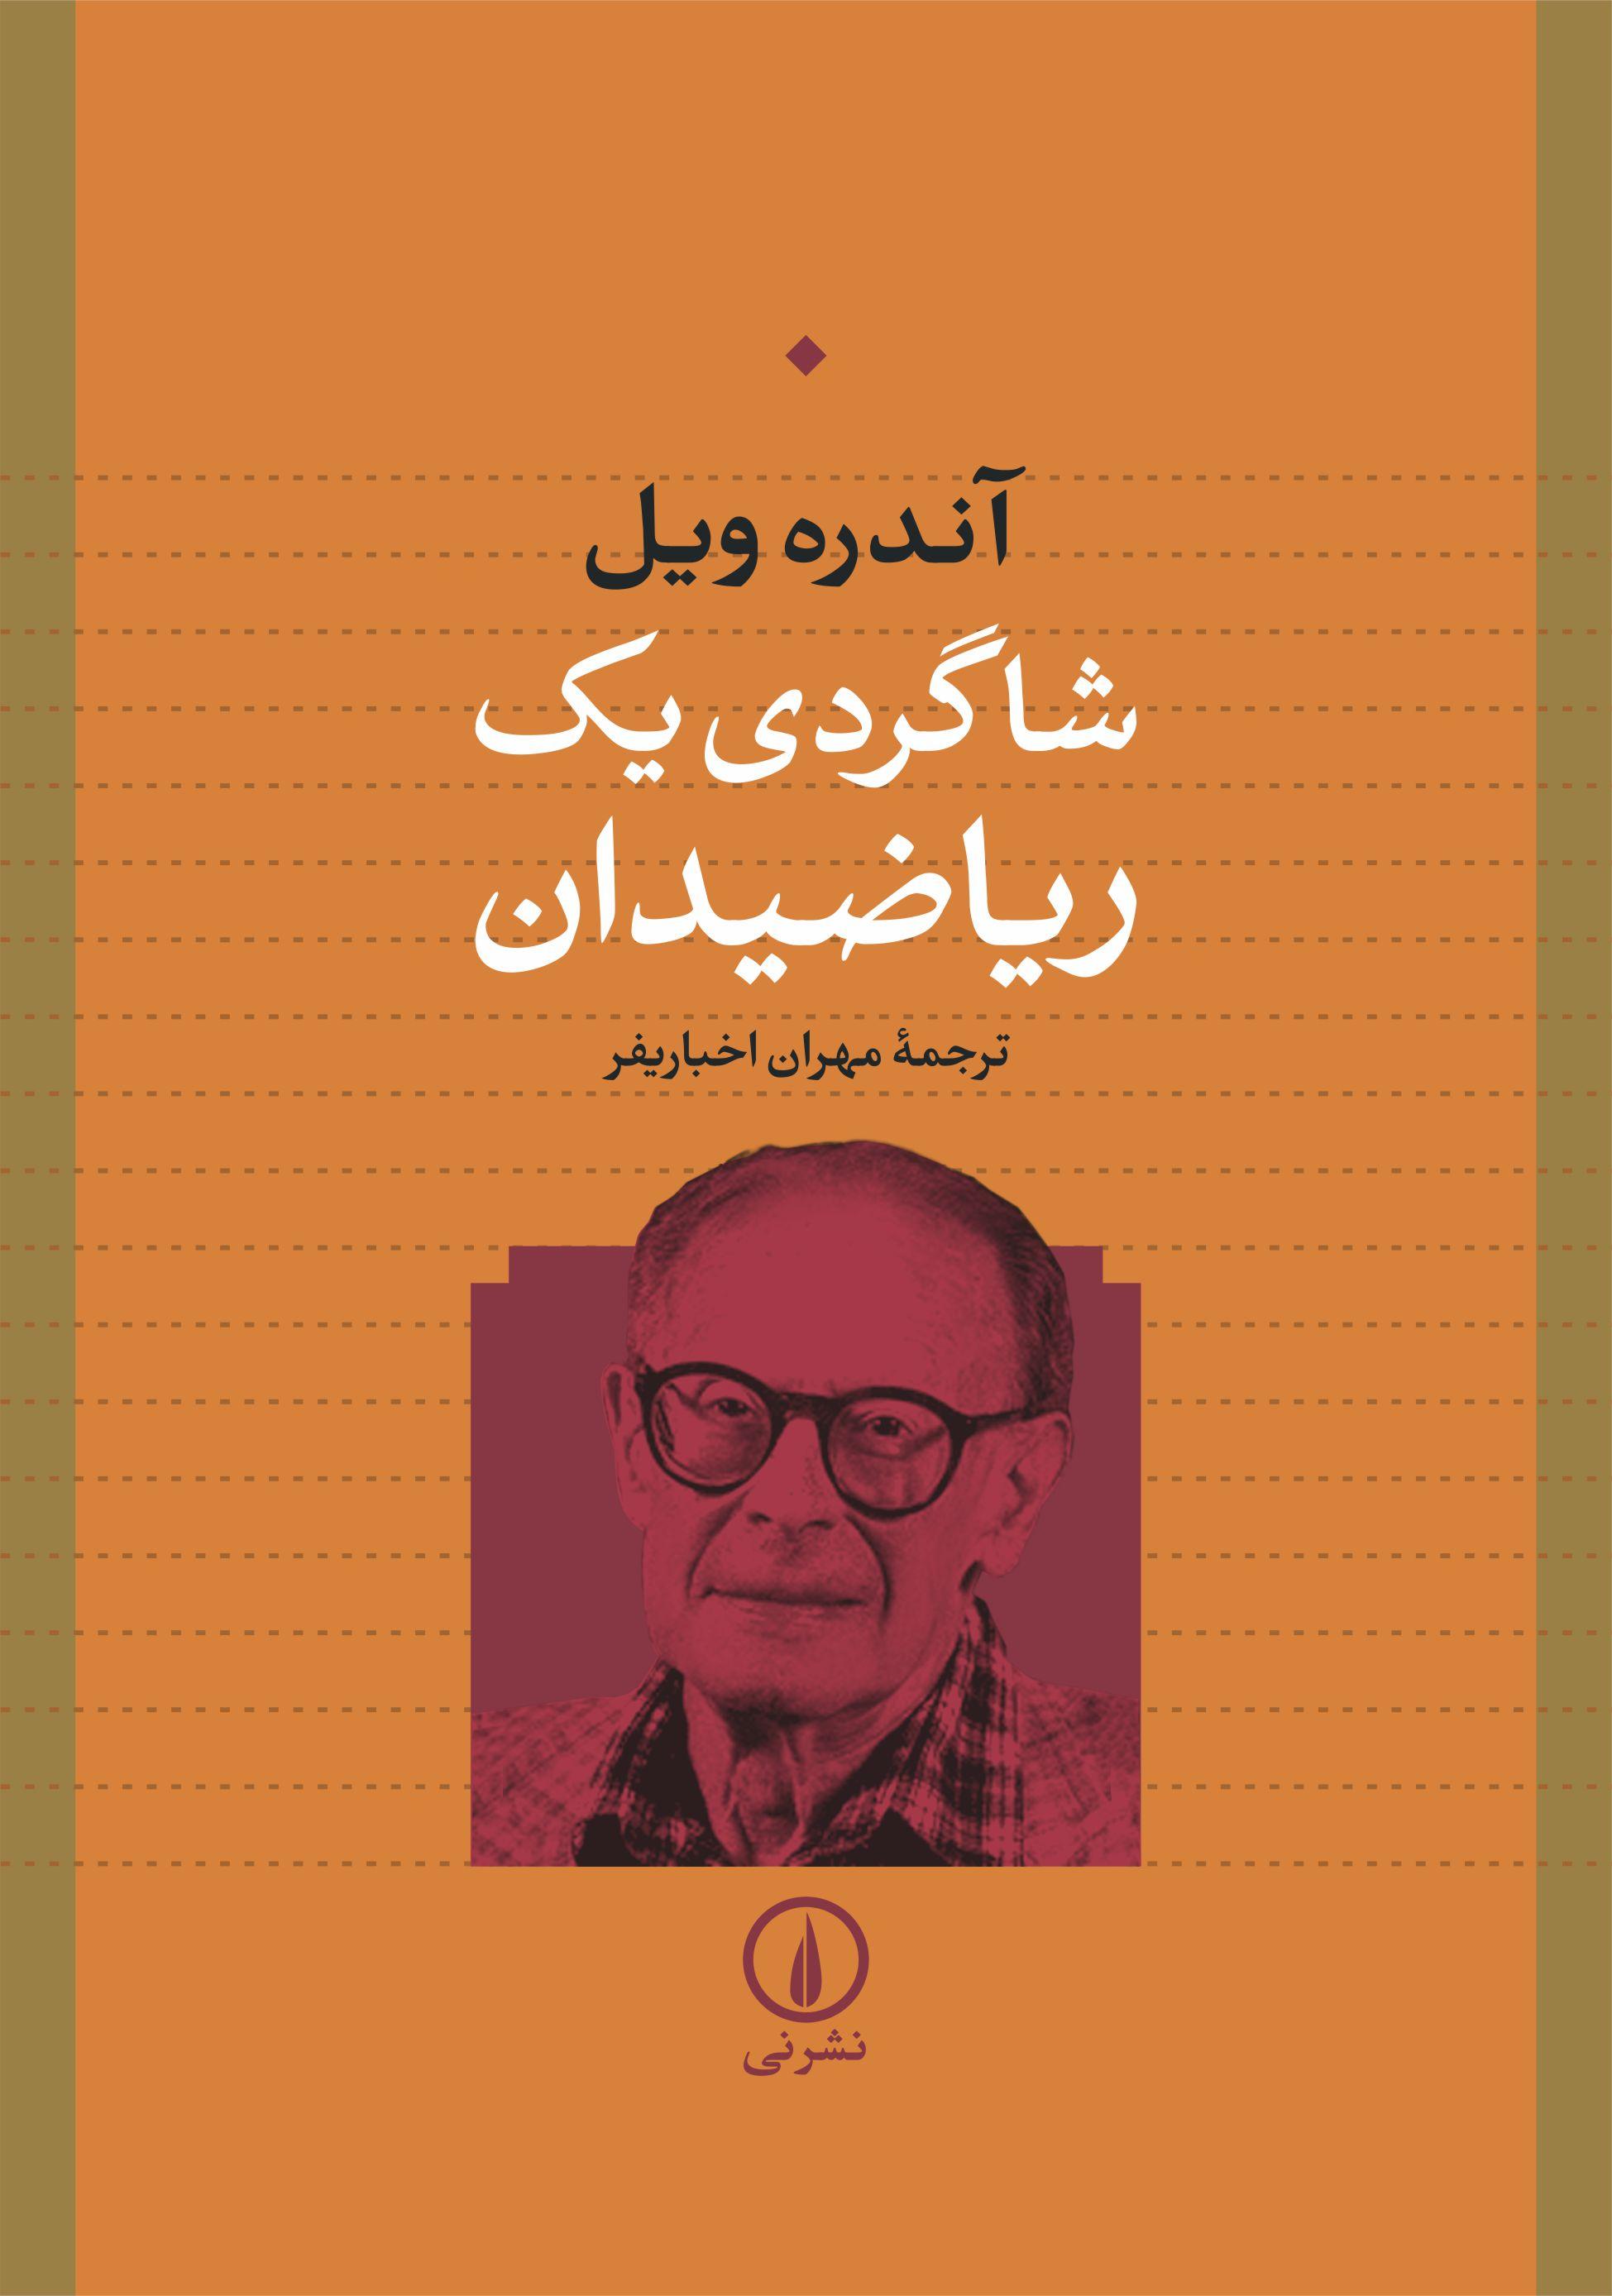 آندره ویل
شاگردی یک
ریاضیدان
ترجمهٔ مهران اخباریفر
نشرنی